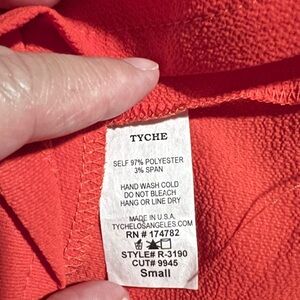 TYCHE
SELF 97% POLYESTER
3% SPAN
HAND WASH COLD
DO NOT BLEACH
HANG OR LINE DRY
MADE IN U.S.A.
TYCHELOSANGELES.COM
RN # 174782
STYLE# R-3190
CUT# 9945
Small